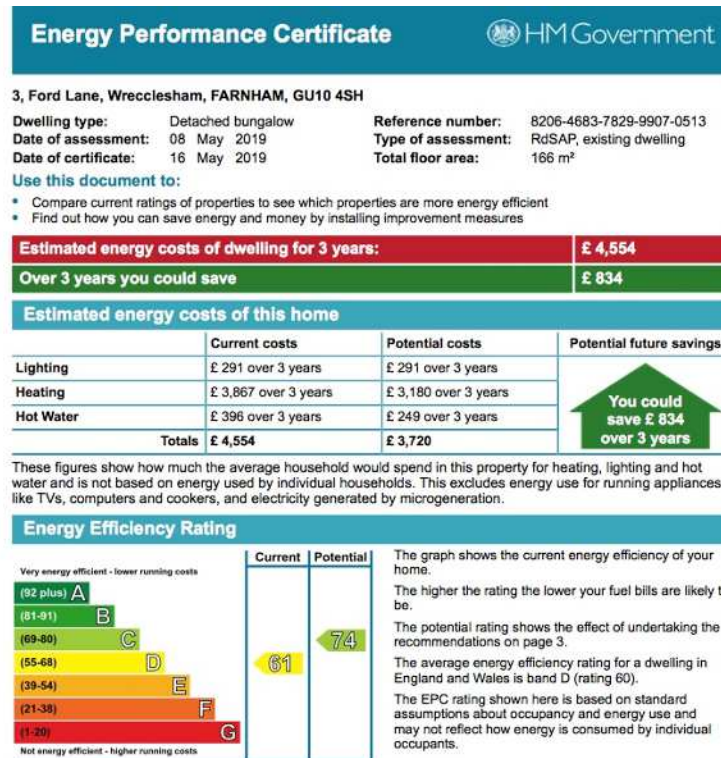 Energy Performance Certificate
HM Government
3, Ford Lane, Wrecclesham, FARNHAM, GU10 4SH
Dwelling type: Detached bungalow
Date of assessment: 08 May 2019
Date of certificate: 16 May 2019
Reference number: 8206-4683-7829-9907-0513
Type of assessment: RdSAP, existing dwelling
Total floor area: 166 m²
Use this document to:
• Compare current ratings of properties to see which properties are more energy efficient
• Find out how you can save energy and money by installing improvement measures
Estimated energy costs of dwelling for 3 years: £ 4,554
Over 3 years you could save £ 834
Estimated energy costs of this home
Current costs Potential costs Potential future savings
Lighting £ 291 over 3 years £ 291 over 3 years
Heating £ 3,867 over 3 years £ 3,180 over 3 years
Hot Water £ 396 over 3 years £ 249 over 3 years
Totals £ 4,554 £ 3,720
You could
save £ 834
over 3 years
These figures show how much the average household would spend in this property for heating, lighting and hot
water and is not based on energy used by individual households. This excludes energy use for running appliances
like TVs, computers and cookers, and electricity generated by microgeneration.
Energy Efficiency Rating
Current Potential
Very energy efficient - lower running costs
(92 plus) A
(81-91) B
(69-80) C
(55-68) D
(39-54) E
(21-38) F
(1-20) G
Not energy efficient - higher running costs
61
74
The graph shows the current energy efficiency of your
home.
The higher the rating the lower your fuel bills are likely t
be.
The potential rating shows the effect of undertaking the
recommendations on page 3.
The average energy efficiency rating for a dwelling in
England and Wales is band D (rating 60).
The EPC rating shown here is based on standard
assumptions about occupancy and energy use and
may not reflect how energy is consumed by individual
occupants.